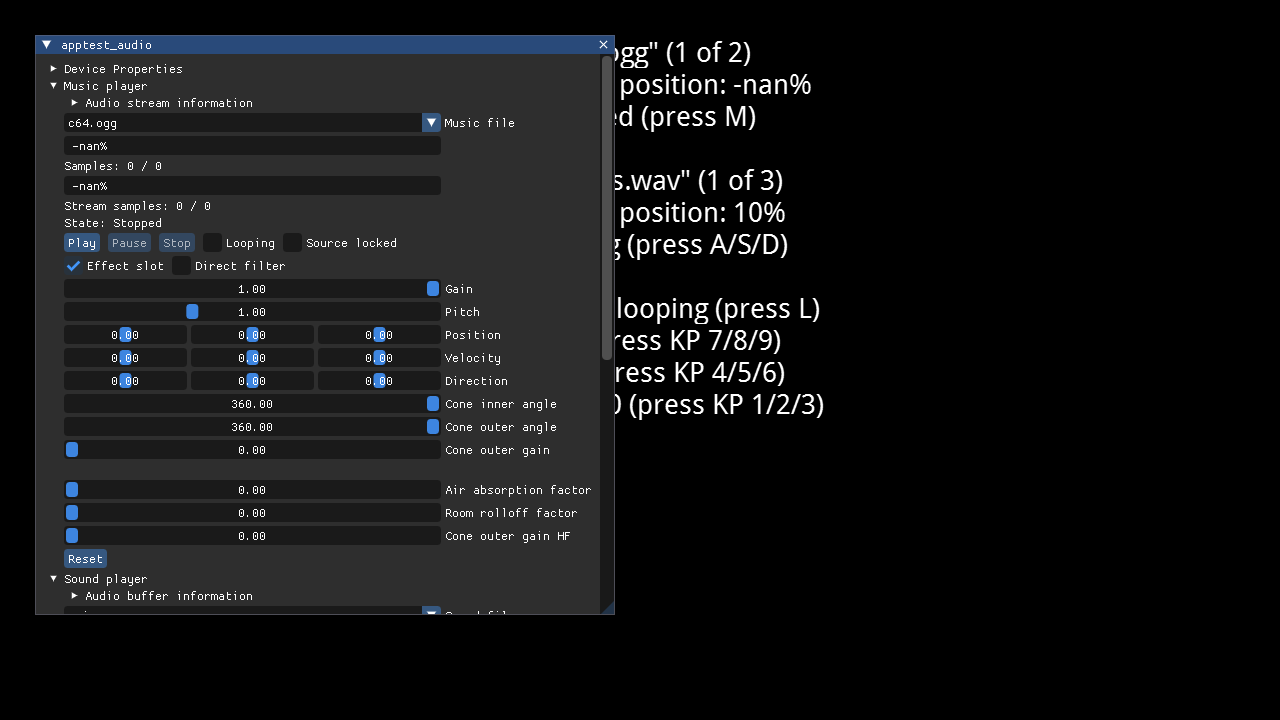 apptest_audio
Device Properties
Music player
Audio stream information
c64.ogg Music file
-nan%
Samples: 0 / 0
-nan%
Stream samples: 0 / 0
State: Stopped
Play Pause Stop Looping Source locked
Effect slot Direct filter
1.00 Gain
1.00 Pitch
0.00 0.00 0.00 Position
0.00 0.00 0.00 Velocity
0.00 0.00 0.00 Direction
360.00 Cone inner angle
360.00 Cone outer angle
0.00 Cone outer gain
0.00 Air absorption factor
0.00 Room rolloff factor
0.00 Cone outer gain HF
Reset
Sound player
Audio buffer information
ogg" (1 of 2)
position: -nan%
(press M)
s.wav" (1 of 3)
position: 10%
(press A/S/D)
looping (press L)
KP 7/8/9)
KP 4/5/6)
(press KP 1/2/3)